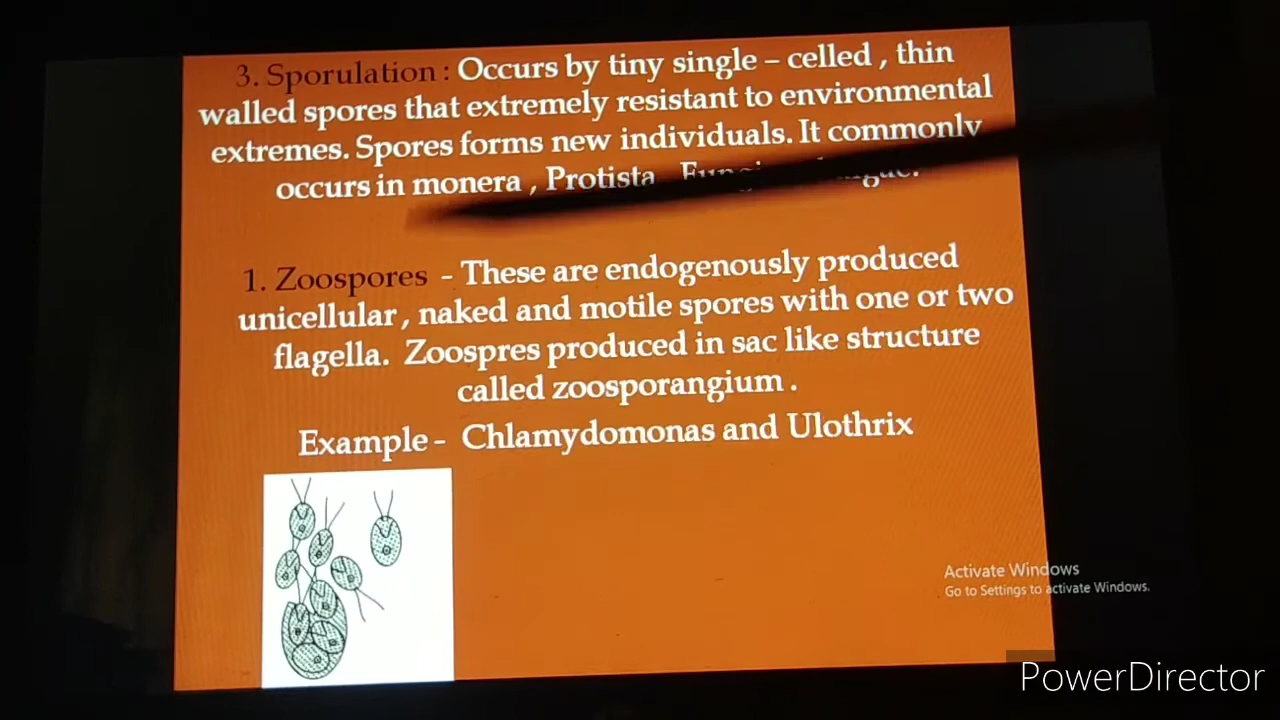 3. Sporulation : Occurs by tiny single – celled , thin
walled spores that extremely resistant to environmental
extremes. Spores forms new individuals. It commonly
occurs in monera , Protista
1. Zoospores - These are endogenously produced
unicellular , naked and motile spores with one or two
flagella. Zoospres produced in sac like structure
called zoosporangium .
Example - Chlamydomonas and Ulothrix
Activate Windows
Go to Settings to activate Windows.
PowerDirector